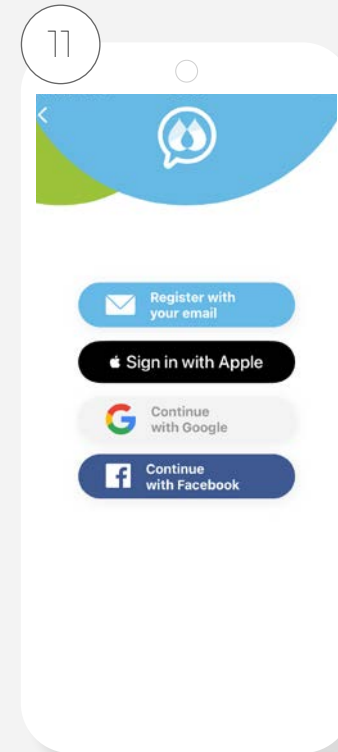 11
Register with
your email
Sign in with Apple
Continue
with Google
Continue
with Facebook